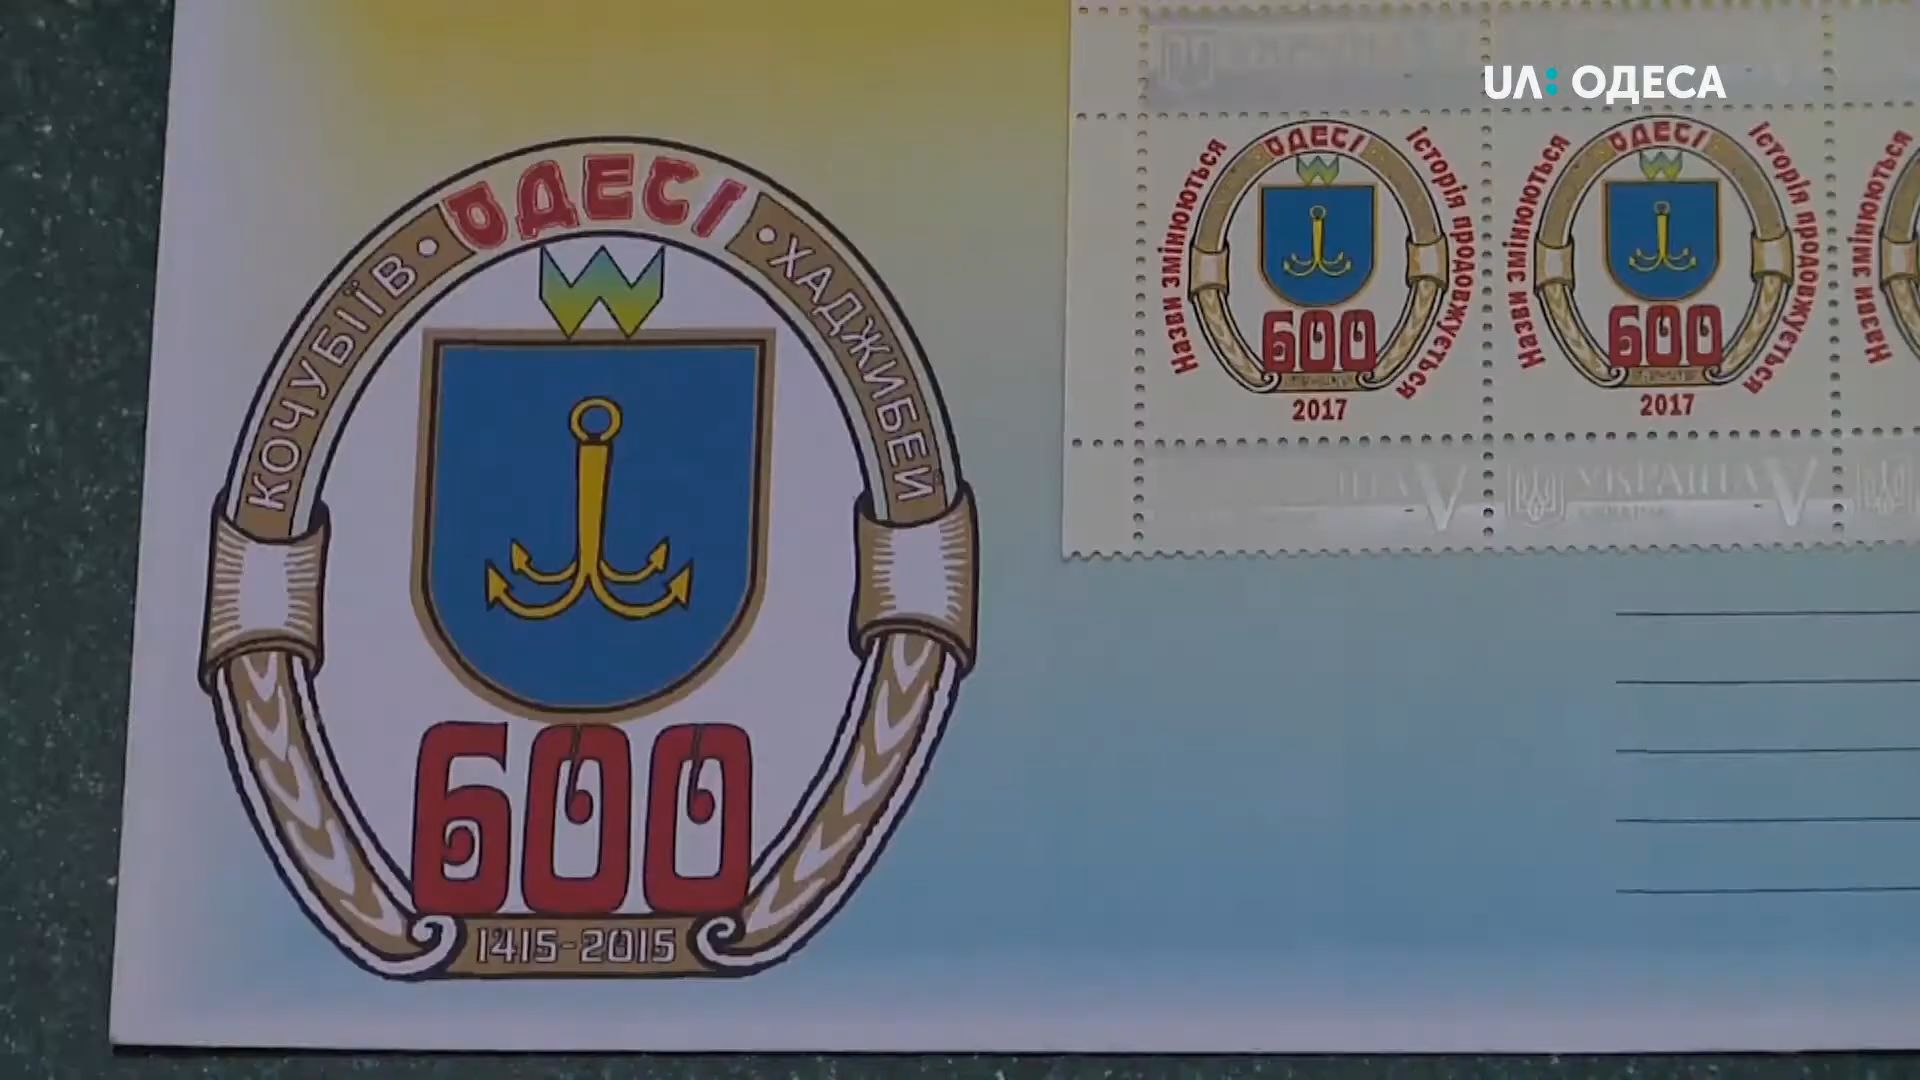 UA: ОДЕСА
ОДЕСІ
КОЧУБІЇВ
ХАДЖИБЕЙ
600
1415-2015
Назви змінюються
ОДЕСІ
історія продовжується
600
2017
Назви змінюються
ОДЕСІ
історія продовжується
600
2017
Назви змінюються
V
УКРАЇНА V